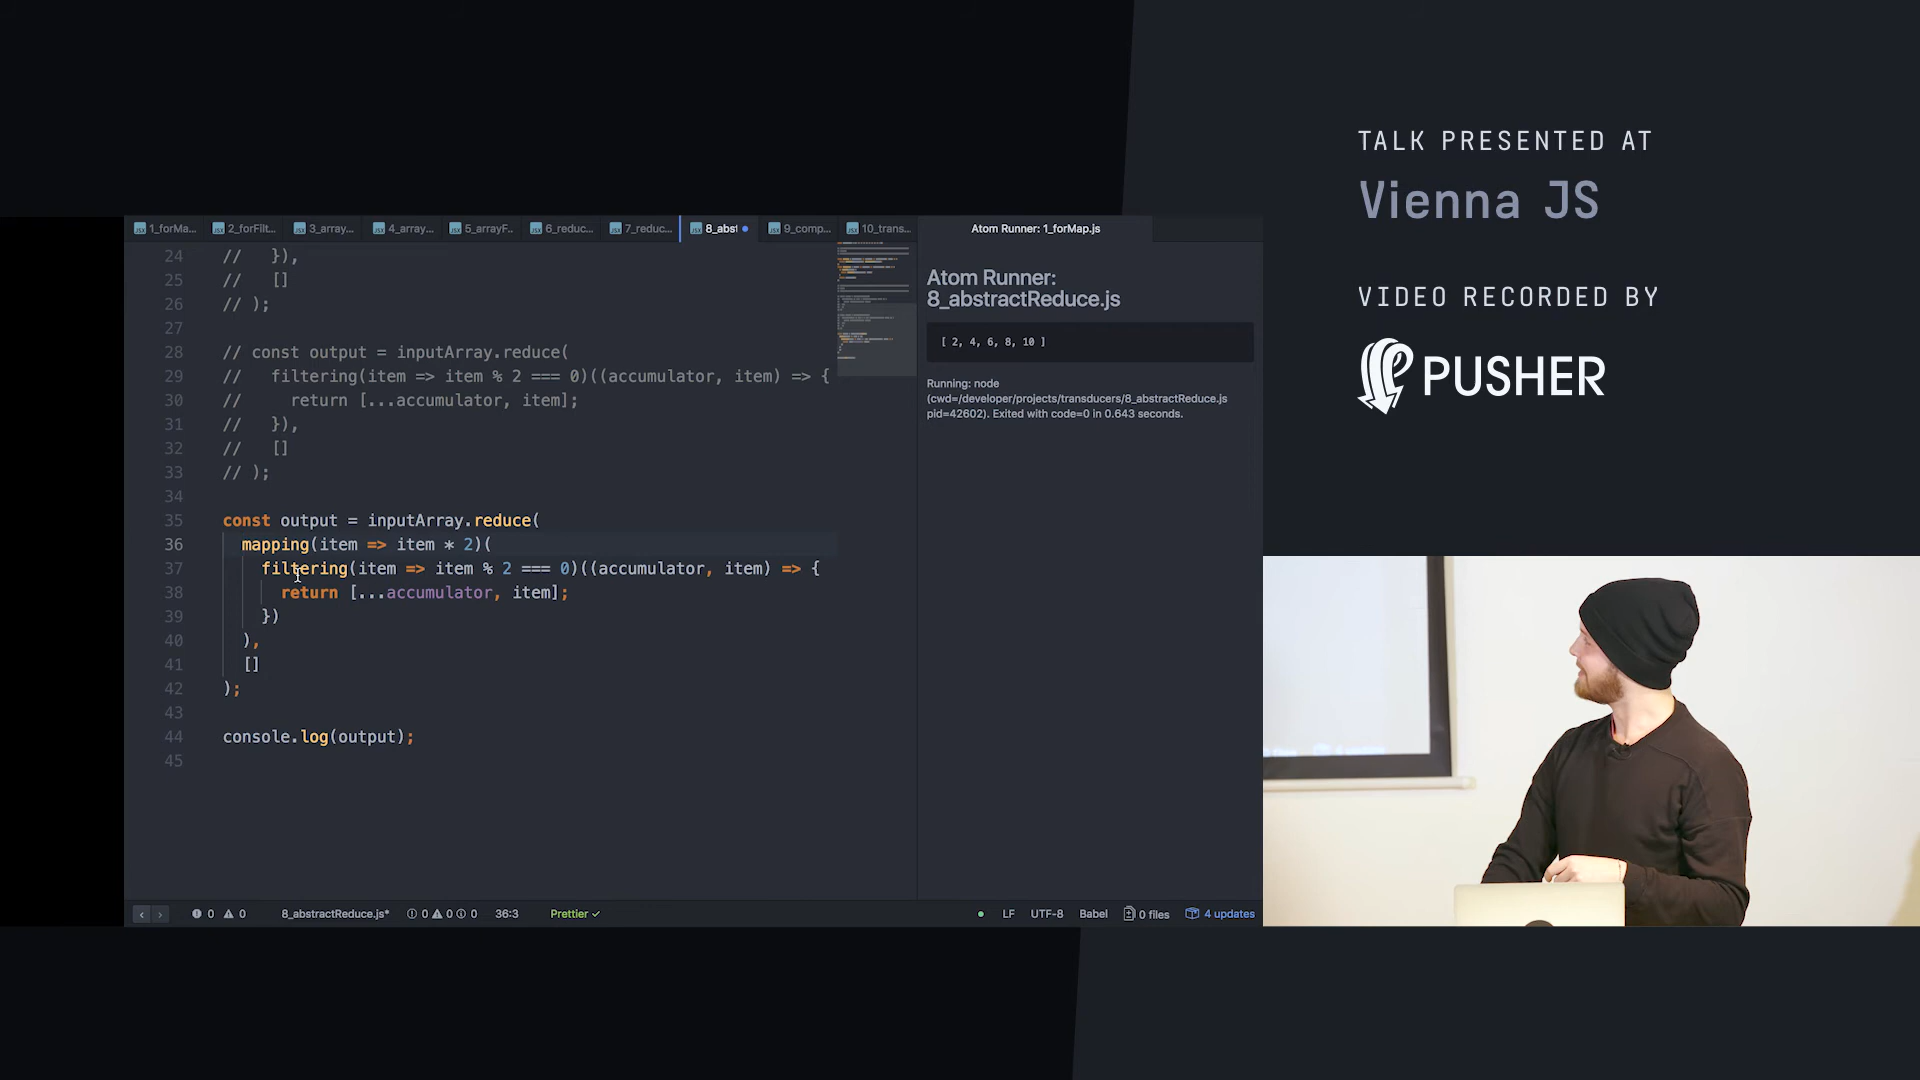 1_forMa...
2_forFilt..
3_array...
4_array...
5_arrayF..
6_reduc...
7_reduc...
8_abst
9_comp...
10_trans...
Atom Runner: 1_forMap.js
24 //   }),
25 //   []
26 // );
27
28 // const output = inputArray.reduce(
29 //   filtering(item => item % 2 === 0)((accumulator, item) => {
30 //     return [...accumulator, item];
31 //   }),
32 //   []
33 // );
34
35 const output = inputArray.reduce(
36   mapping(item => item * 2)(
37     filtering(item => item % 2 === 0)((accumulator, item) => {
38       return [...accumulator, item];
39     })
40   ),
41   []
42 );
43
44 console.log(output);
45
Atom Runner:
8_abstractReduce.js
[ 2, 4, 6, 8, 10 ]
Running: node
(cwd=/developer/projects/transducers/8_abstractReduce.js
pid=42602). Exited with code=0 in 0.643 seconds.
0 0 8_abstractReduce.js* 0 0 0 36:3 Prettier ✓ LF UTF-8 Babel 0 files 4 updates
TALK PRESENTED AT
Vienna JS
VIDEO RECORDED BY
PUSHER